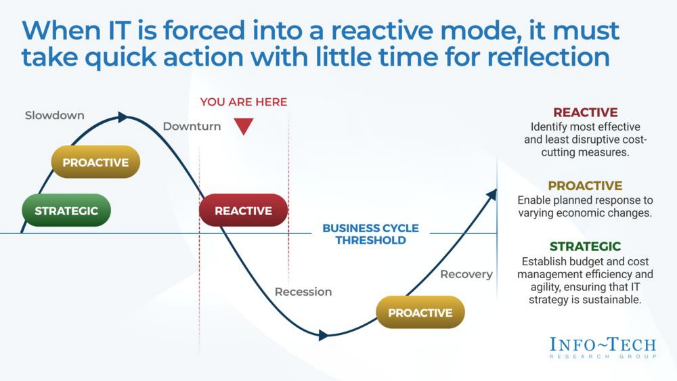 When IT is forced into a reactive mode, it must
take quick action with little time for reflection
YOU ARE HERE
Slowdown
Downturn
PROACTIVE
STRATEGIC
REACTIVE
BUSINESS CYCLE
THRESHOLD
Recession
Recovery
PROACTIVE
REACTIVE
Identify most effective
and least disruptive cost-
cutting measures.
PROACTIVE
Enable planned response to
varying economic changes.
STRATEGIC
Establish budget and cost
management efficiency and
agility, ensuring that IT
strategy is sustainable.
INFO~TECH
RESEARCH GROUP